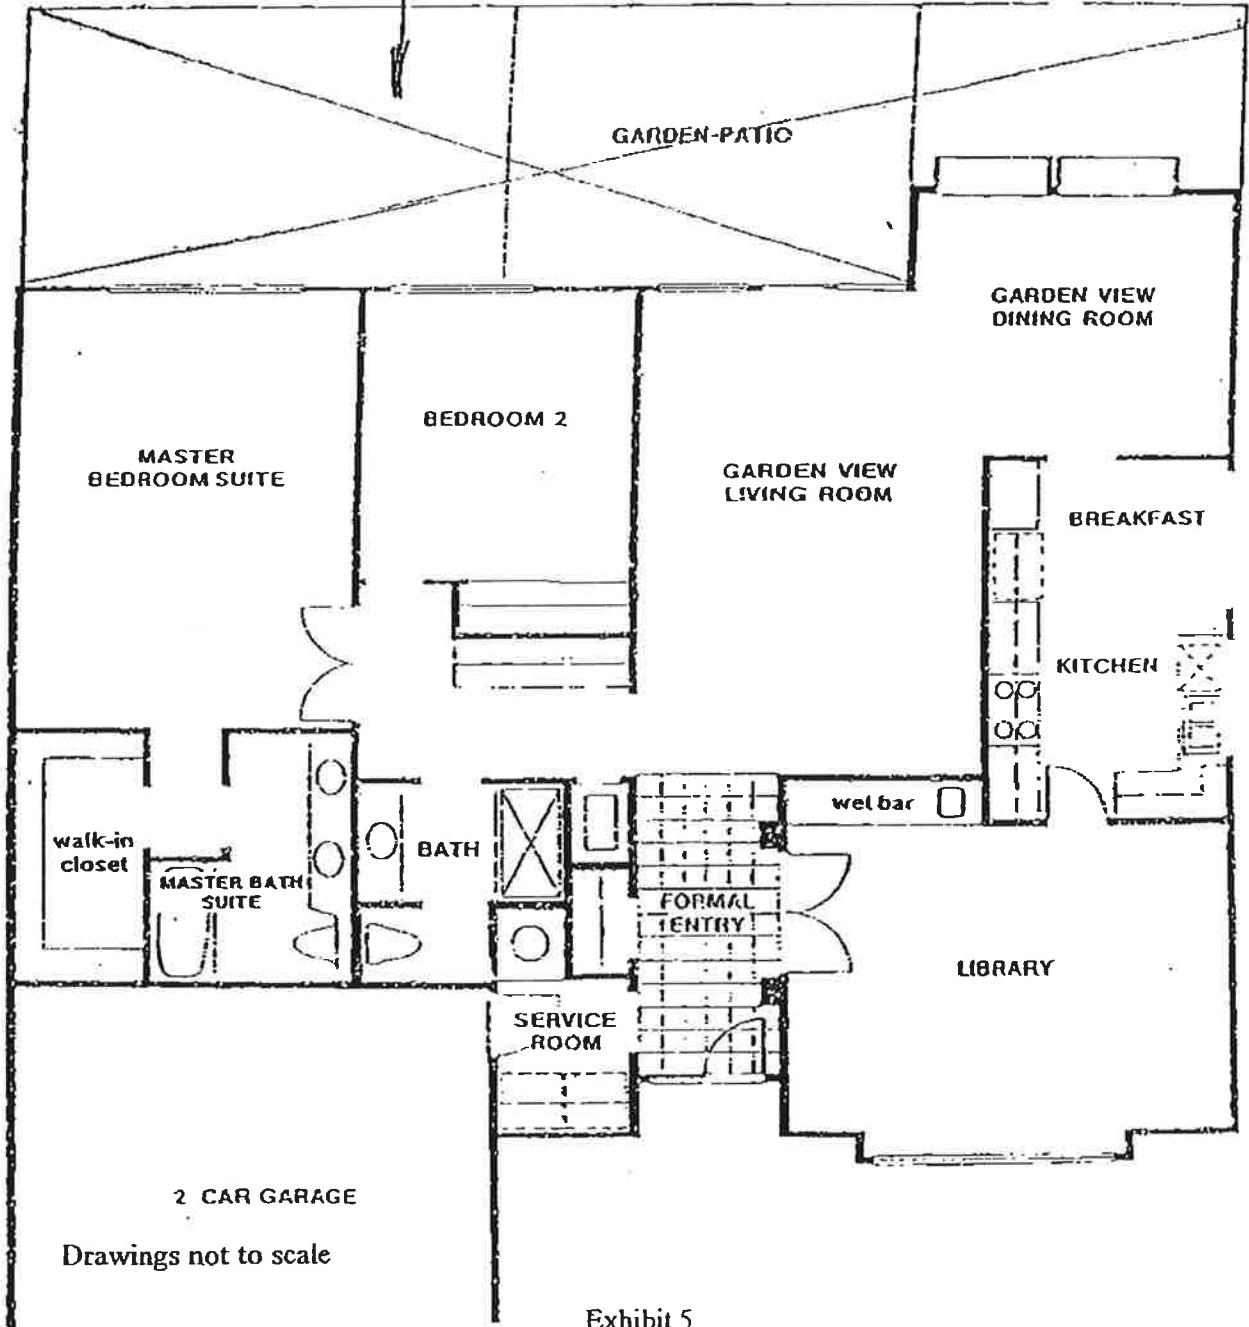 GARDEN-PATIO
GARDEN VIEW
DINING ROOM
BEDROOM 2
MASTER
BEDROOM SUITE
GARDEN VIEW
LIVING ROOM
BREAKFAST
KITCHEN
wet bar
walk-in
closet
BATH
MASTER BATH
SUITE
FORMAL
ENTRY
LIBRARY
SERVICE
ROOM
2 CAR GARAGE
Drawings not to scale
Exhibit 5